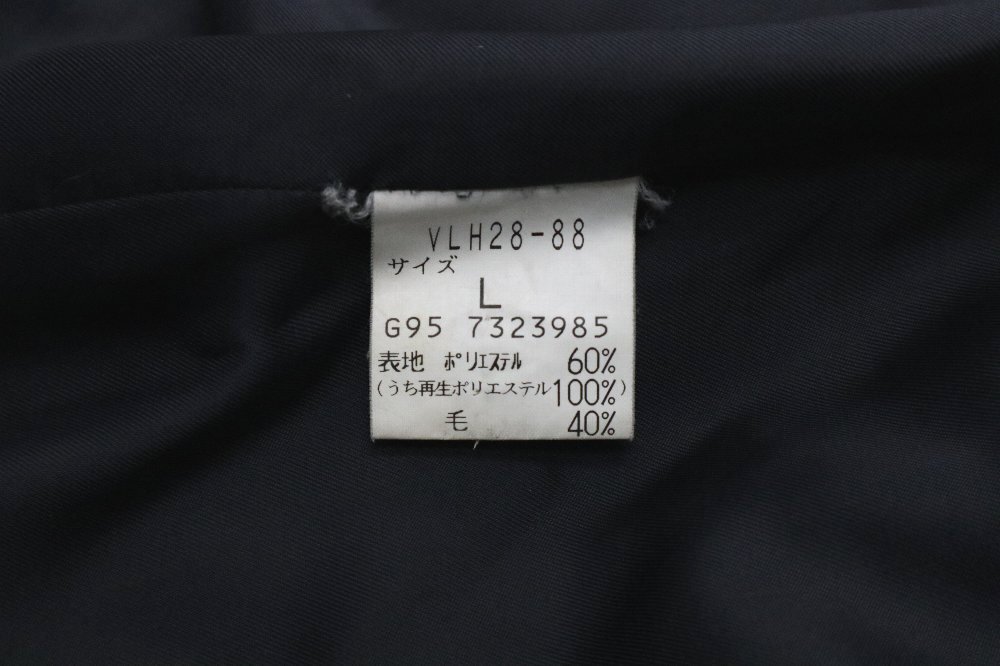 VLH28-88
サイズ
L
G95 7323985
表地 ポリエステル 60%
(うち再生ポリエステル100%)
毛 40%